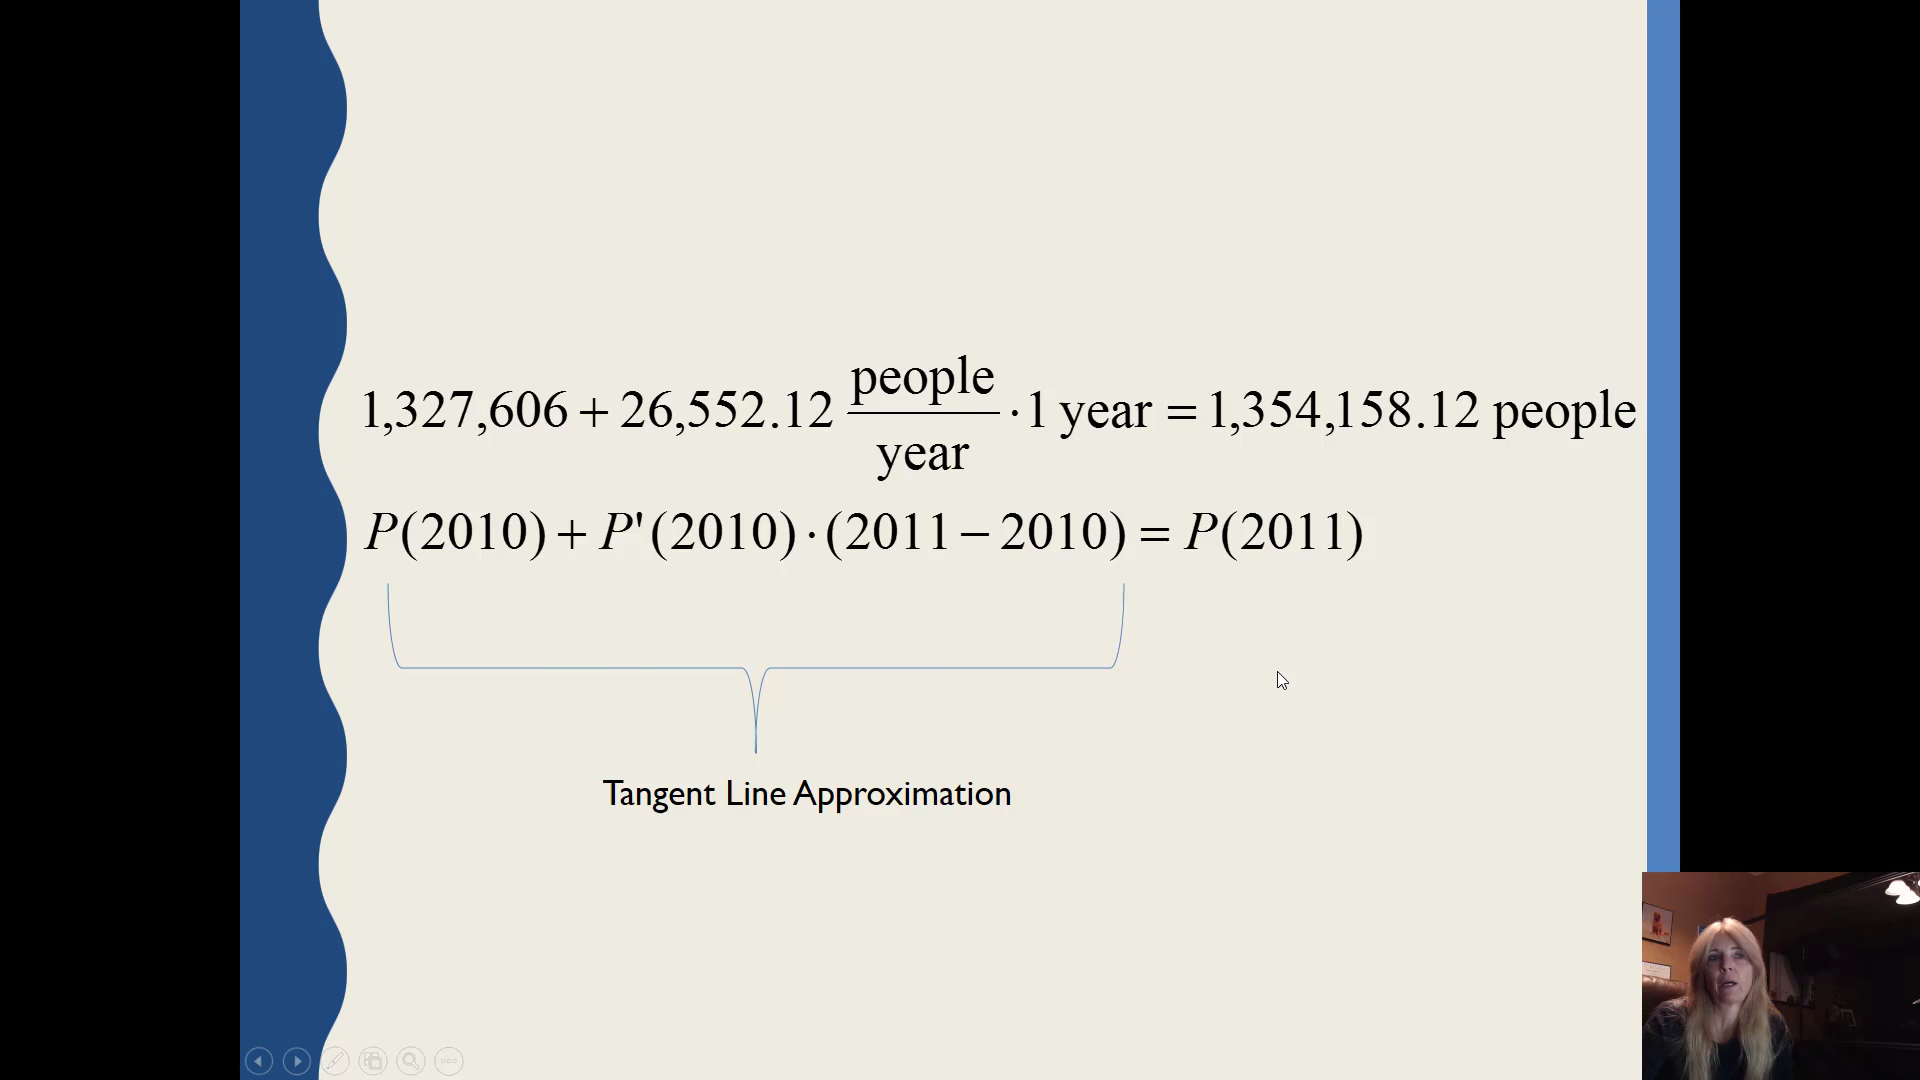 1,327,606 + 26,552.12 people/year · 1 year = 1,354,158.12 people
P(2010) + P'(2010) · (2011 − 2010) = P(2011)
Tangent Line Approximation